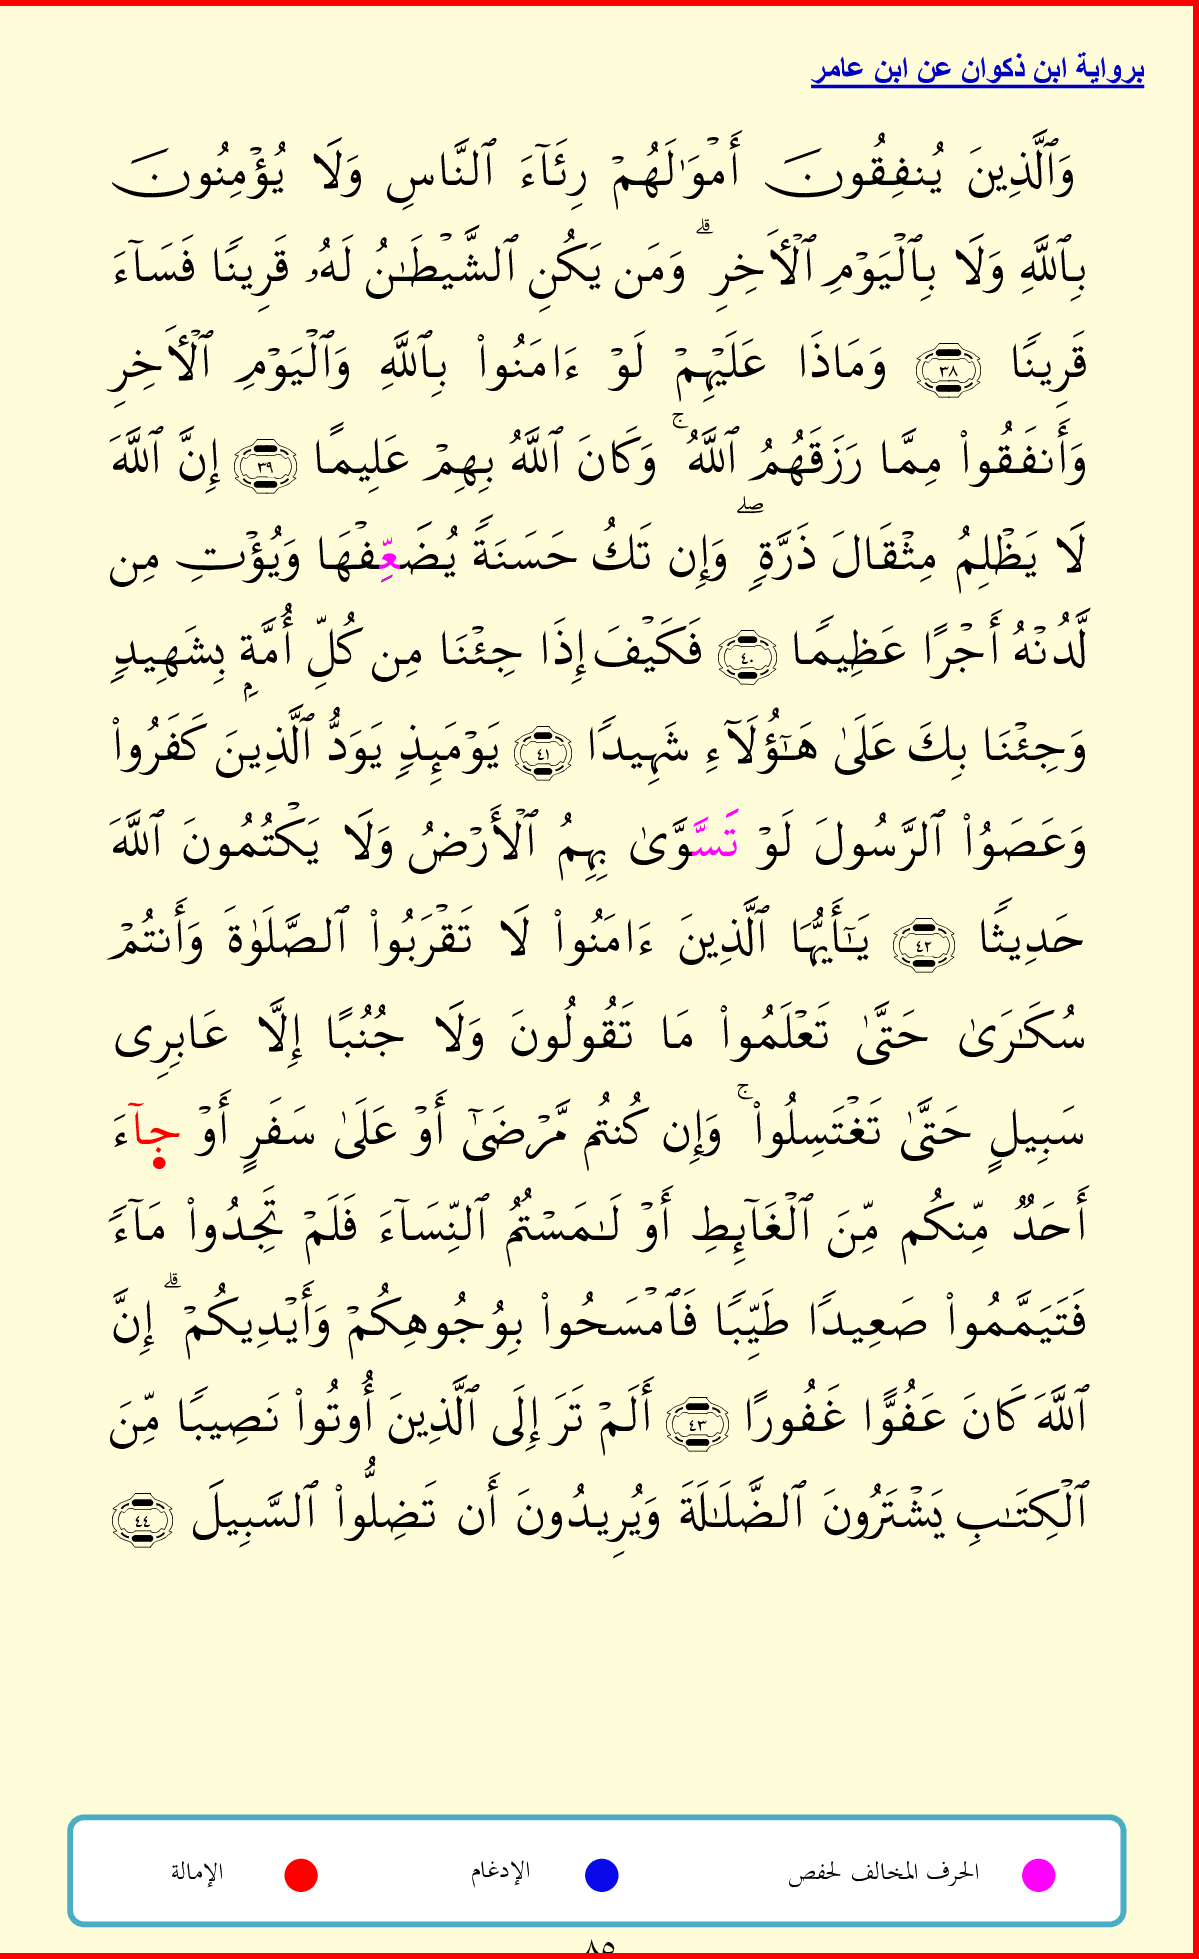 برواية ابن ذكوان عن ابن عامر
وَٱلَّذِينَ يُنفِقُونَ أَمْوَٰلَهُمْ رِئَآءَ ٱلنَّاسِ وَلَا يُؤْمِنُونَ
بِٱللَّهِ وَلَا بِٱلْيَوْمِ ٱلْأَخِرِ ۗ وَمَن يَكُنِ ٱلشَّيْطَـٰنُ لَهُۥ قَرِينًا فَسَآءَ
قَرِينًا ٣٨ وَمَاذَا عَلَيْهِمْ لَوْ ءَامَنُوا۟ بِٱللَّهِ وَٱلْيَوْمِ ٱلْأَخِرِ
وَأَنفَقُوا۟ مِمَّا رَزَقَهُمُ ٱللَّهُ ۚ وَكَانَ ٱللَّهُ بِهِمْ عَلِيمًا ٣٩ إِنَّ ٱللَّهَ
لَا يَظْلِمُ مِثْقَالَ ذَرَّةٍ ۖ وَإِن تَكُ حَسَنَةً يُضَعِّفْهَا وَيُؤْتِ مِن
لَّدُنْهُ أَجْرًا عَظِيمًا ٤٠ فَكَيْفَ إِذَا جِئْنَا مِن كُلِّ أُمَّةٍۭ بِشَهِيدٍ
وَجِئْنَا بِكَ عَلَىٰ هَـٰٓؤُلَآءِ شَهِيدًا ٤١ يَوْمَئِذٍ يَوَدُّ ٱلَّذِينَ كَفَرُوا۟
وَعَصَوُا۟ ٱلرَّسُولَ لَوْ تَسَّوَّىٰ بِهِمُ ٱلْأَرْضُ وَلَا يَكْتُمُونَ ٱللَّهَ
حَدِيثًا ٤٢ يَـٰٓأَيُّهَا ٱلَّذِينَ ءَامَنُوا۟ لَا تَقْرَبُوا۟ ٱلصَّلَوٰةَ وَأَنتُمْ
سُكَـٰرَىٰ حَتَّىٰ تَعْلَمُوا۟ مَا تَقُولُونَ وَلَا جُنُبًا إِلَّا عَابِرِى
سَبِيلٍ حَتَّىٰ تَغْتَسِلُوا۟ ۚ وَإِن كُنتُم مَّرْضَىٰٓ أَوْ عَلَىٰ سَفَرٍ أَوْ جِآءَ
أَحَدٌ مِّنكُم مِّنَ ٱلْغَآئِطِ أَوْ لَـٰمَسْتُمُ ٱلنِّسَآءَ فَلَمْ تَجِدُوا۟ مَآءً
فَتَيَمَّمُوا۟ صَعِيدًا طَيِّبًا فَٱمْسَحُوا۟ بِوُجُوهِكُمْ وَأَيْدِيكُمْ ۗ إِنَّ
ٱللَّهَ كَانَ عَفُوًّا غَفُورًا ٤٣ أَلَمْ تَرَ إِلَى ٱلَّذِينَ أُوتُوا۟ نَصِيبًا مِّنَ
ٱلْكِتَـٰبِ يَشْتَرُونَ ٱلضَّلَـٰلَةَ وَيُرِيدُونَ أَن تَضِلُّوا۟ ٱلسَّبِيلَ ٤٤
الحرف المخالف لحفص الإدغام الإمالة
٨٥